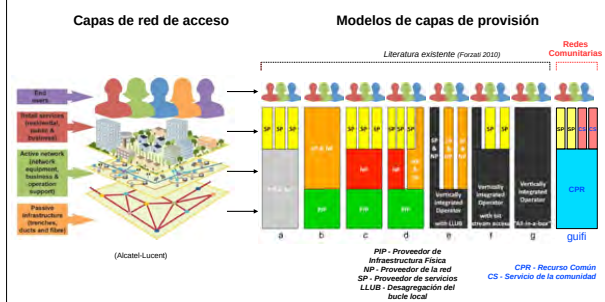 Capas de red de acceso
Modelos de capas de provisión
Literatura existente (Forzati 2010)
Redes
Comunitarias
End
users
Retail services
(residential,
public &
business)
Active network
(network
equipment,
business &
operation
support)
Passive
infrastructure
(trenches,
ducts and fibre)
(Alcatel-Lucent)
SP SP SP
SP SP SP
SP SP SP
SP SP
SP SP CS CS
NP
NP
PIP
PIP
PIP
SP & NP
Vertically
Integrated
Operator
with LLUB
Vertically
Integrated
Operator
with bit
stream access
Vertically
Integrated
Operator
"All-in-a-box"
CPR
a b c d e f g guifi
PIP - Proveedor de
Infraestructura Física
NP - Proveedor de la red
SP - Proveedor de servicios
LLUB - Desagregación del
bucle local
CPR - Recurso Común
CS - Servicio de la comunidad